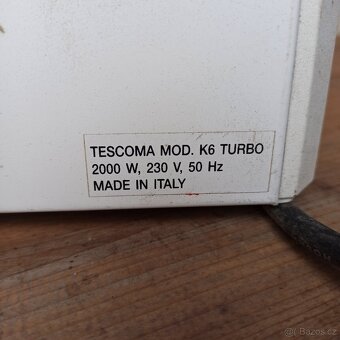 TESCOMA MOD. K6 TURBO
2000 W, 230 V, 50 Hz
MADE IN ITALY
Bazos.cz